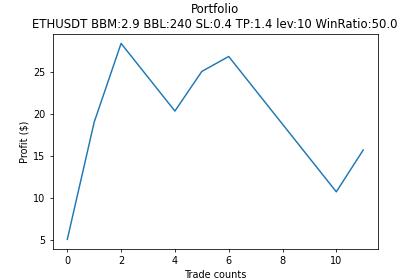 Portfolio
ETHUSDT BBM:2.9 BBL:240 SL:0.4 TP:1.4 lev:10 WinRatio:50.0
25
20
15
10
5
Profit ($)
0 2 4 6 8 10
Trade counts